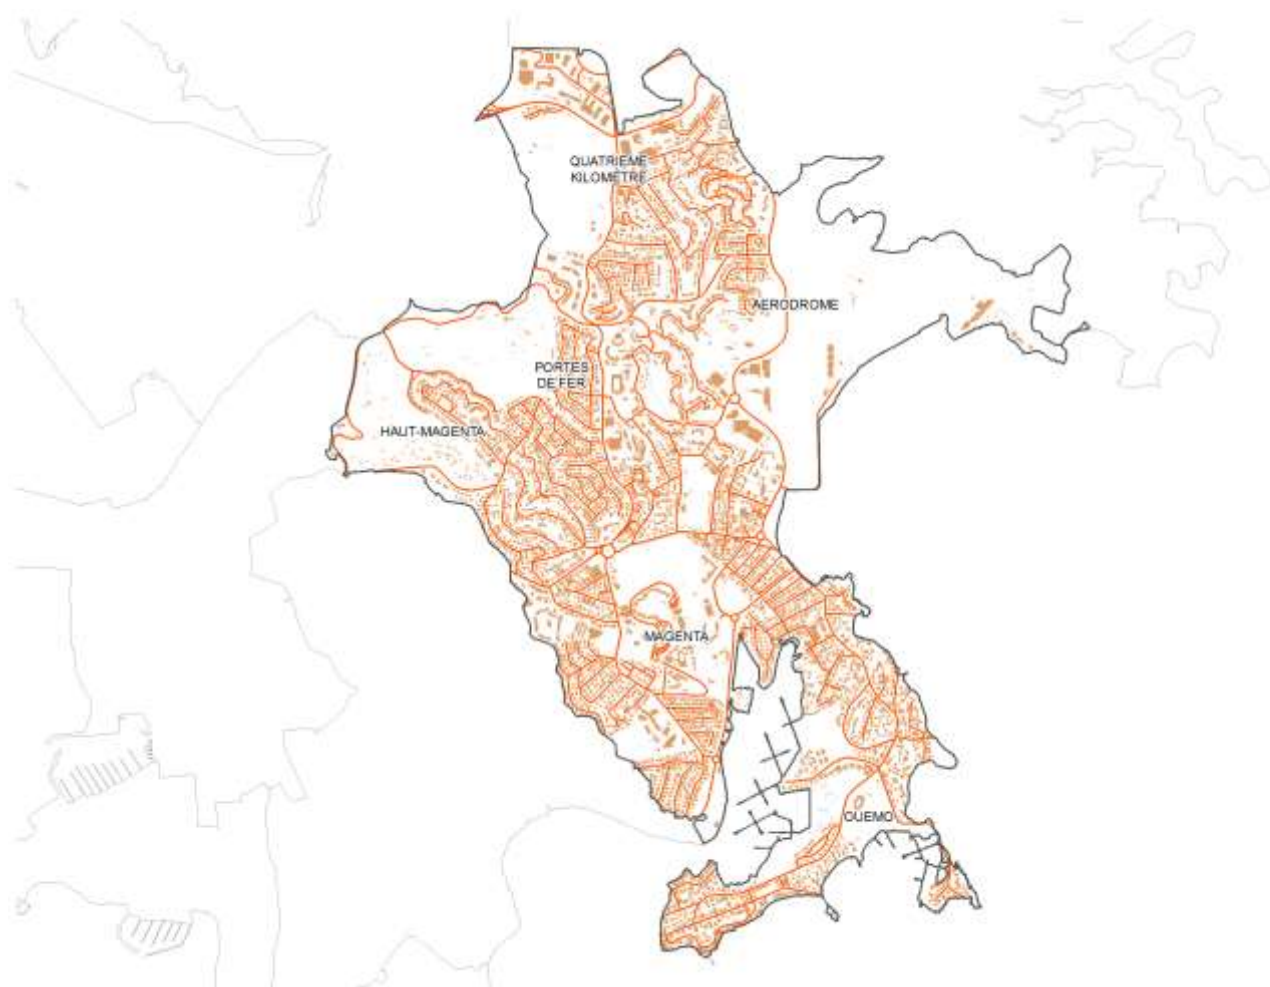 QUATRIEME
KILOMETRE
AERODROME
PORTES
DE FER
HAUT-MAGENTA
MAGENTA
OUEMO